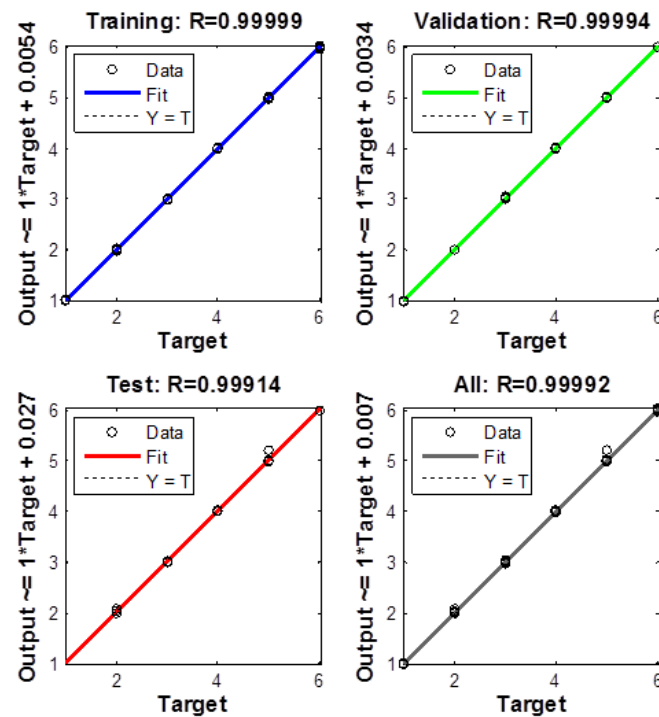 Training: R=0.99999
Output ~= 1*Target + 0.0054
6
5
4
3
2
1
Data
Fit
Y = T
2 4 6
Target
Validation: R=0.99994
Output ~= 1*Target + 0.0034
6
5
4
3
2
1
Data
Fit
Y = T
2 4 6
Target
Test: R=0.99914
Output ~= 1*Target + 0.027
6
5
4
3
2
1
Data
Fit
Y = T
2 4 6
Target
All: R=0.99992
Output ~= 1*Target + 0.007
6
5
4
3
2
1
Data
Fit
Y = T
2 4 6
Target